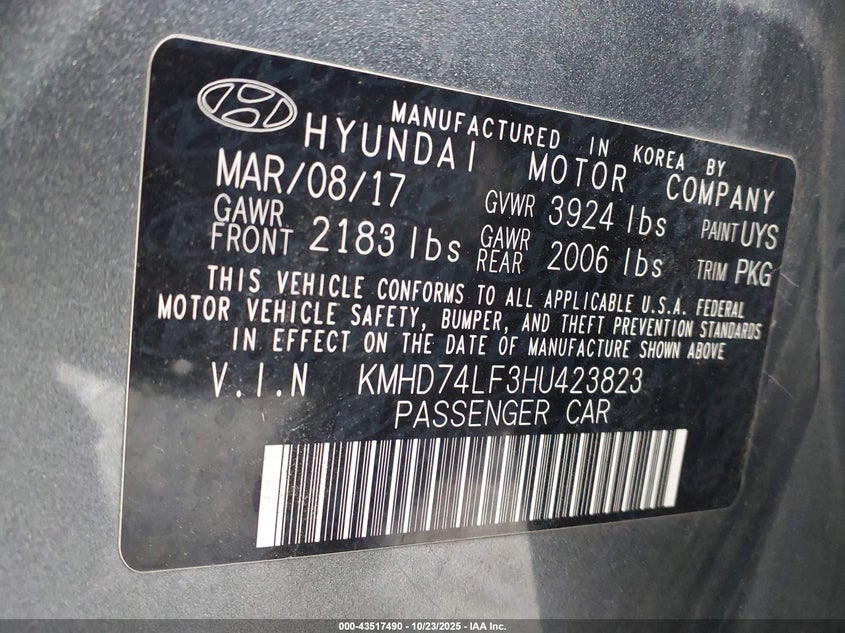 MANUFACTURED IN KOREA BY
HYUNDAI MOTOR COMPANY
MAR/08/17 GVWR 3924 lbs PAINT UYS
GAWR FRONT 2183 lbs GAWR REAR 2006 lbs TRIM PKG
THIS VEHICLE CONFORMS TO ALL APPLICABLE U.S.A. FEDERAL
MOTOR VEHICLE SAFETY, BUMPER, AND THEFT PREVENTION STANDARDS
IN EFFECT ON THE DATE OF MANUFACTURE SHOWN ABOVE
V.I.N KMHD74LF3HU423823
PASSENGER CAR
000-43517490 - 10/23/2025 - IAA Inc.